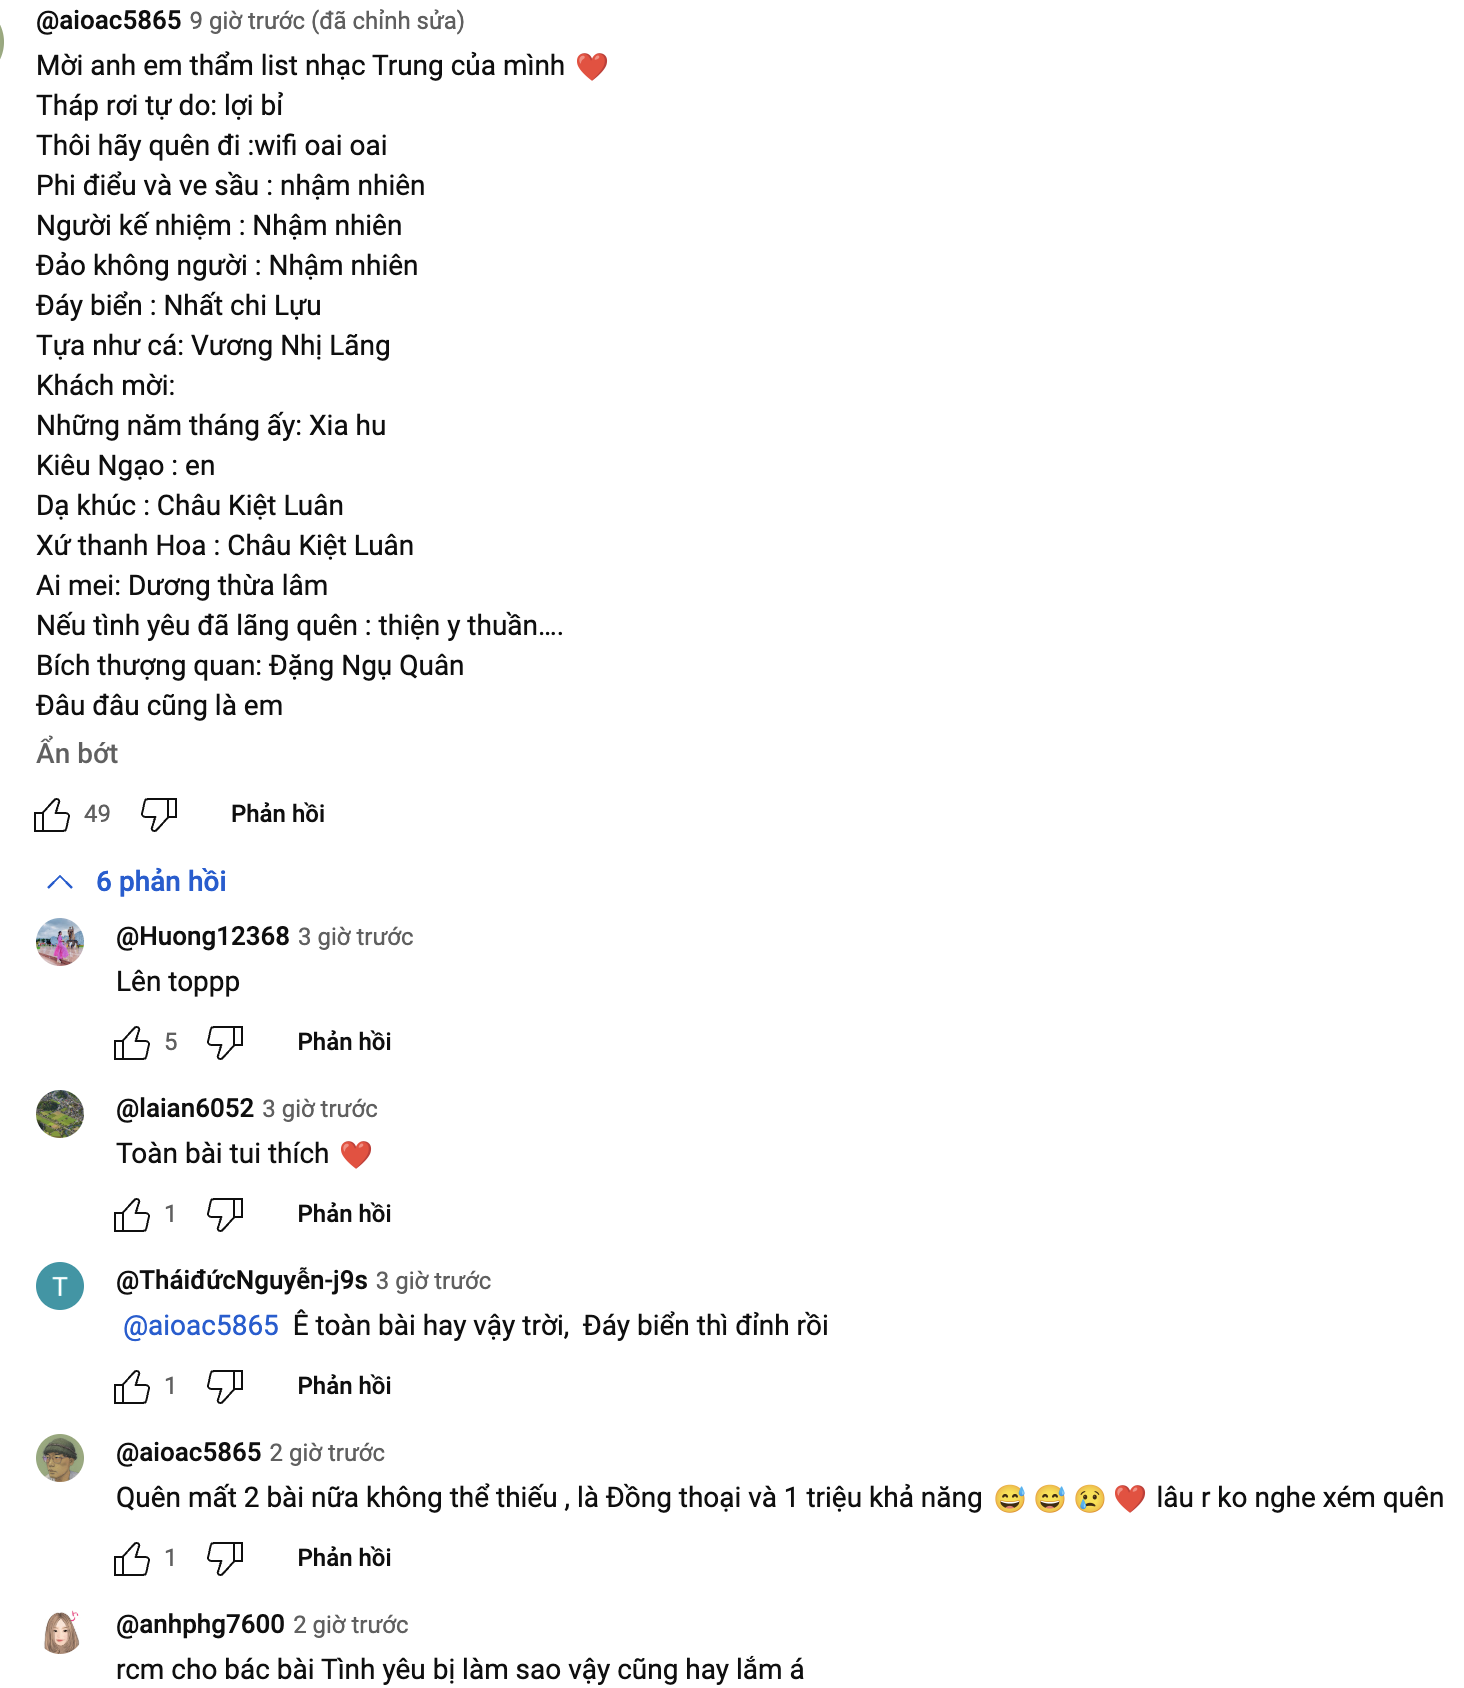 @aioac5865 9 giờ trước (đã chỉnh sửa)
Mời anh em thẩm list nhạc Trung của mình ❤️
Tháp rơi tự do: lợi bỉ
Thôi hãy quên đi :wifi oai oai
Phi điểu và ve sầu : nhậm nhiên
Người kế nhiệm : Nhậm nhiên
Đảo không người : Nhậm nhiên
Đáy biển : Nhất chi Lựu
Tựa như cá: Vương Nhị Lãng
Khách mời:
Những năm tháng ấy: Xia hu
Kiêu Ngạo : en
Dạ khúc : Châu Kiệt Luân
Xứ thanh Hoa : Châu Kiệt Luân
Ai mei: Dương thừa lâm
Nếu tình yêu đã lãng quên : thiện y thuần....
Bích thượng quan: Đặng Ngụ Quân
Đâu đâu cũng là em
Ẩn bớt
49 Phản hồi
6 phản hồi
@Huong12368 3 giờ trước
Lên toppp
5 Phản hồi
@laian6052 3 giờ trước
Toàn bài tui thích ❤️
1 Phản hồi
T
@TháiđứcNguyễn-j9s 3 giờ trước
@aioac5865 Ê toàn bài hay vậy trời, Đáy biển thì đỉnh rồi
1 Phản hồi
@aioac5865 2 giờ trước
Quên mất 2 bài nữa không thể thiếu , là Đồng thoại và 1 triệu khả năng 😅 😅 😢 ❤️ lâu r ko nghe xém quên
1 Phản hồi
@anhphg7600 2 giờ trước
rcm cho bác bài Tình yêu bị làm sao vậy cũng hay lắm á